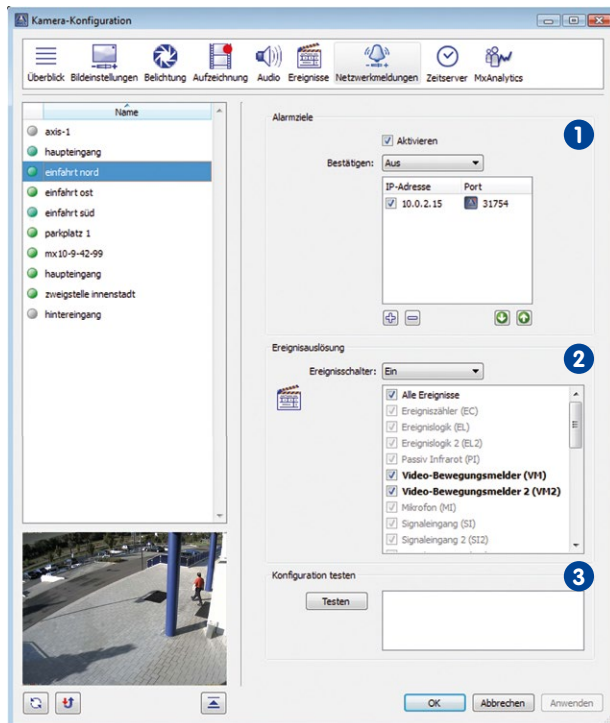 Kamera-Konfiguration
Überblick Bildeinstellungen Belichtung Aufzeichnung Audio Ereignisse Netzwerkmeldungen Zeitserver MxAnalytics
Name
axis-1
haupteingang
einfahrt nord
einfahrt ost
einfahrt süd
parkplatz 1
mx10-9-42-99
haupteingang
zweigstelle innenstadt
hintereingang
Alarmziele
1
Aktivieren
Bestätigen: Aus
IP-Adresse Port
10.0.2.15 31754
Ereignisauslösung
2
Ereignisschalter: Ein
Alle Ereignisse
Ereigniszähler (EC)
Ereignislogik (EL)
Ereignislogik 2 (EL2)
Passiv Infrarot (PI)
Video-Bewegungsmelder (VM)
Video-Bewegungsmelder 2 (VM2)
Mikrofon (MI)
Signaleingang (SI)
Signaleingang 2 (SI2)
Konfiguration testen
3
Testen
OK Abbrechen Anwenden